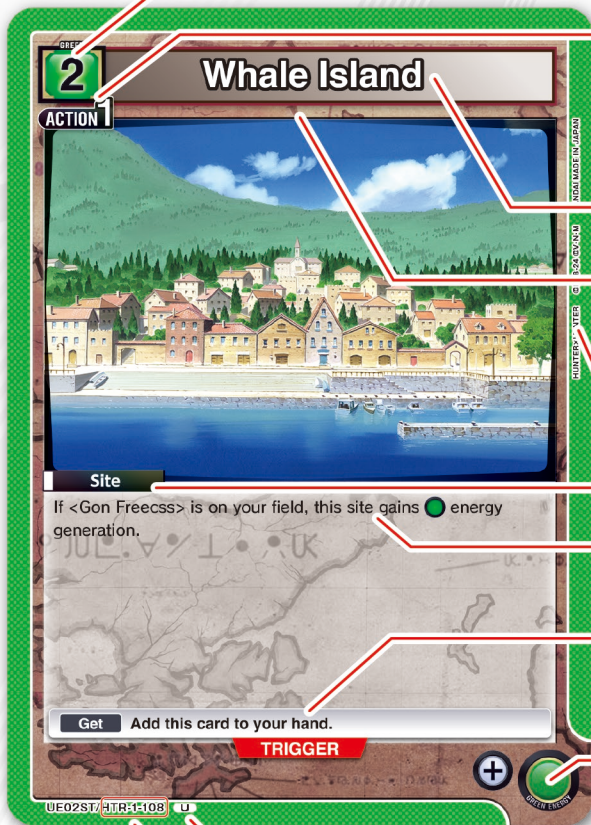 GREEN
2
Whale Island
ACTION 1
Site
If <Gon Freecss> is on your field, this site gains energy
generation.
Get Add this card to your hand.
TRIGGER
GREEN ENERGY
UE02ST/HTR-1-108 U